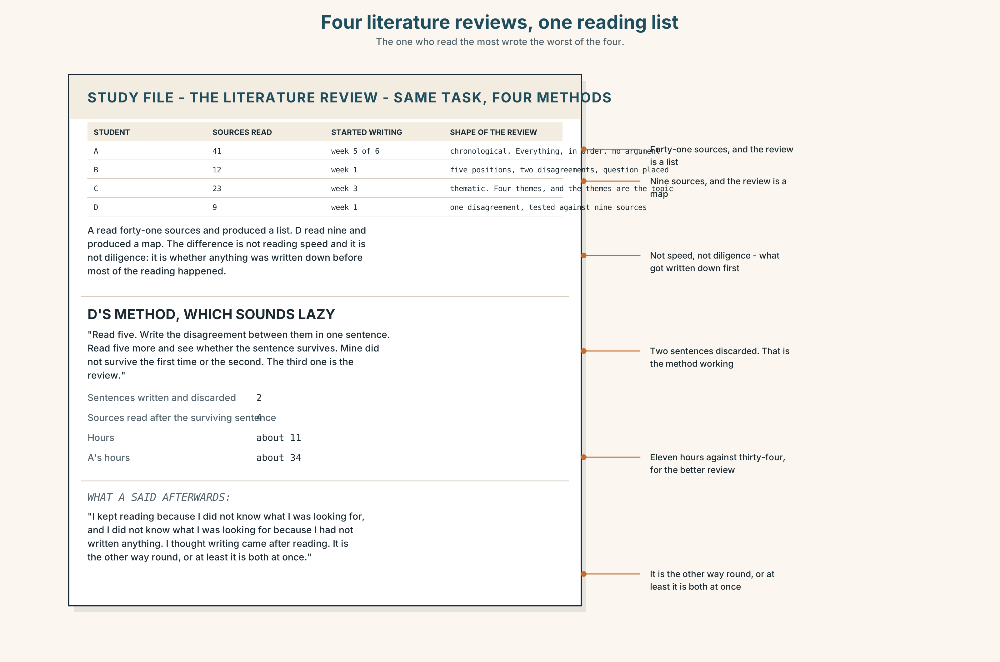 Four literature reviews, one reading list
The one who read the most wrote the worst of the four.
STUDY FILE - THE LITERATURE REVIEW - SAME TASK, FOUR METHODS
STUDENT SOURCES READ STARTED WRITING SHAPE OF THE REVIEW
A 41 week 5 of 6 chronological. Everything, in order, no argument
B 12 week 1 five positions, two disagreements, question placed
C 23 week 3 thematic. Four themes, and the themes are the topic
D 9 week 1 one disagreement, tested against nine sources
A read forty-one sources and produced a list. D read nine and
produced a map. The difference is not reading speed and it is
not diligence: it is whether anything was written down before
most of the reading happened.
D'S METHOD, WHICH SOUNDS LAZY
"Read five. Write the disagreement between them in one sentence.
Read five more and see whether the sentence survives. Mine did
not survive the first time or the second. The third one is the
review."
Sentences written and discarded 2
Sources read after the surviving sentence 4
Hours about 11
A's hours about 34
WHAT A SAID AFTERWARDS:
"I kept reading because I did not know what I was looking for,
and I did not know what I was looking for because I had not
written anything. I thought writing came after reading. It is
the other way round, or at least it is both at once."
Forty-one sources, and the review
is a list
Nine sources, and the review is a
map
Not speed, not diligence - what
got written down first
Two sentences discarded. That is
the method working
Eleven hours against thirty-four,
for the better review
It is the other way round, or at
least it is both at once